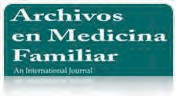 Archivos
en Medicina
Familiar
An International Journal